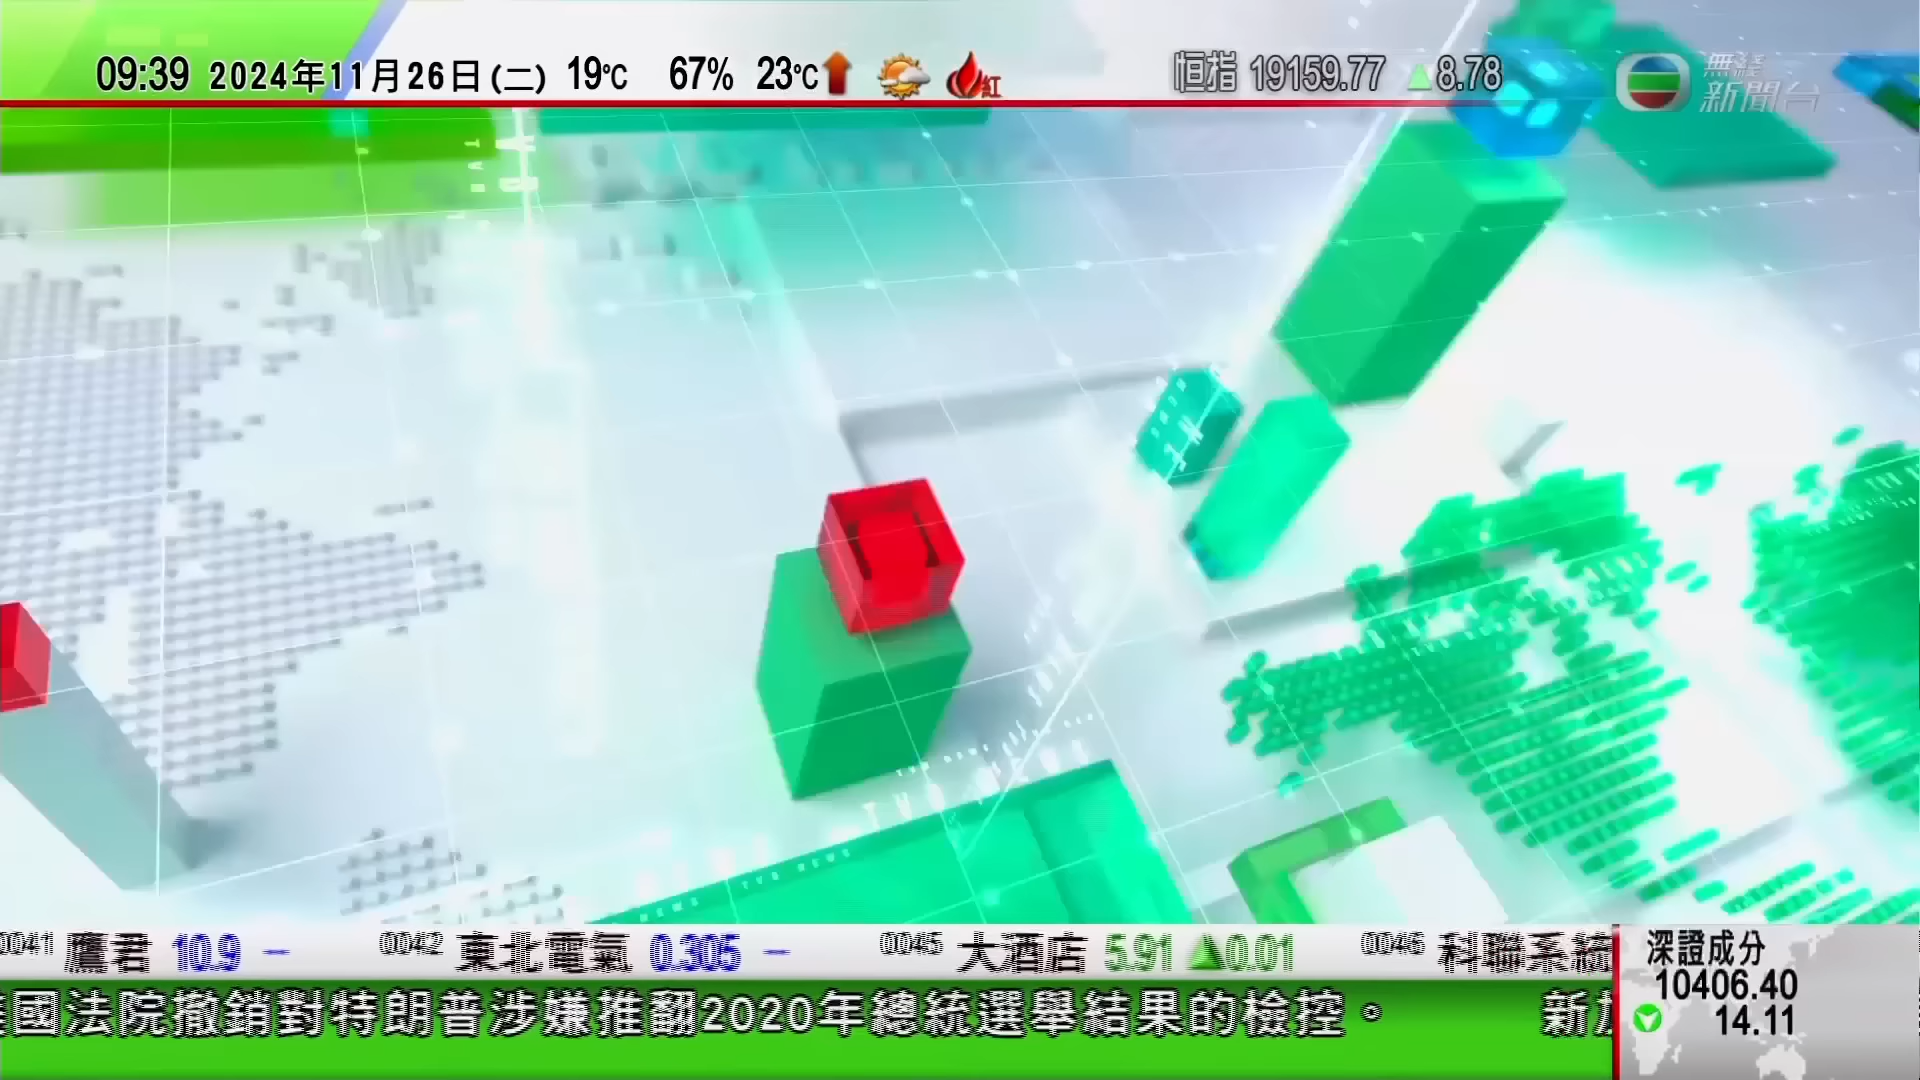 09:39 2024年11月26日(二) 19℃ 67% 23℃ 紅 恒指 19159.77 ▲8.78
無綫
新聞台
TVB NEWS
0041 鷹君 10.9 − 0042 東北電氣 0.305 − 0045 大酒店 5.91 ▲0.01 0046 科聯系統
國法院撤銷對特朗普涉嫌推翻2020年總統選舉結果的檢控。 新
深證成分
10406.40
14.11